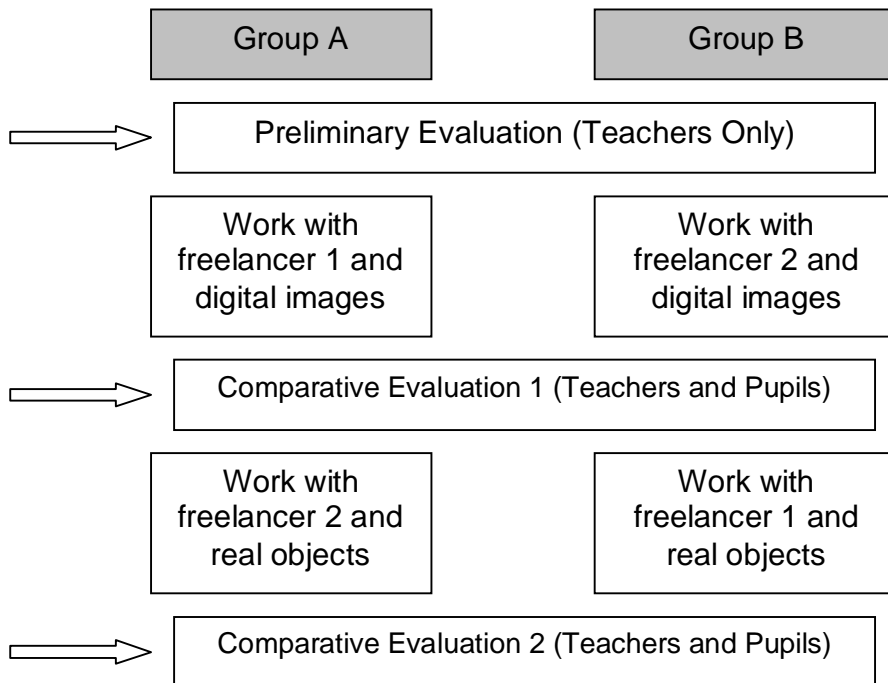 Group A
Group B
Preliminary Evaluation (Teachers Only)
Work with
freelancer 1 and
digital images
Work with
freelancer 2 and
digital images
Comparative Evaluation 1 (Teachers and Pupils)
Work with
freelancer 2 and
real objects
Work with
freelancer 1 and
real objects
Comparative Evaluation 2 (Teachers and Pupils)